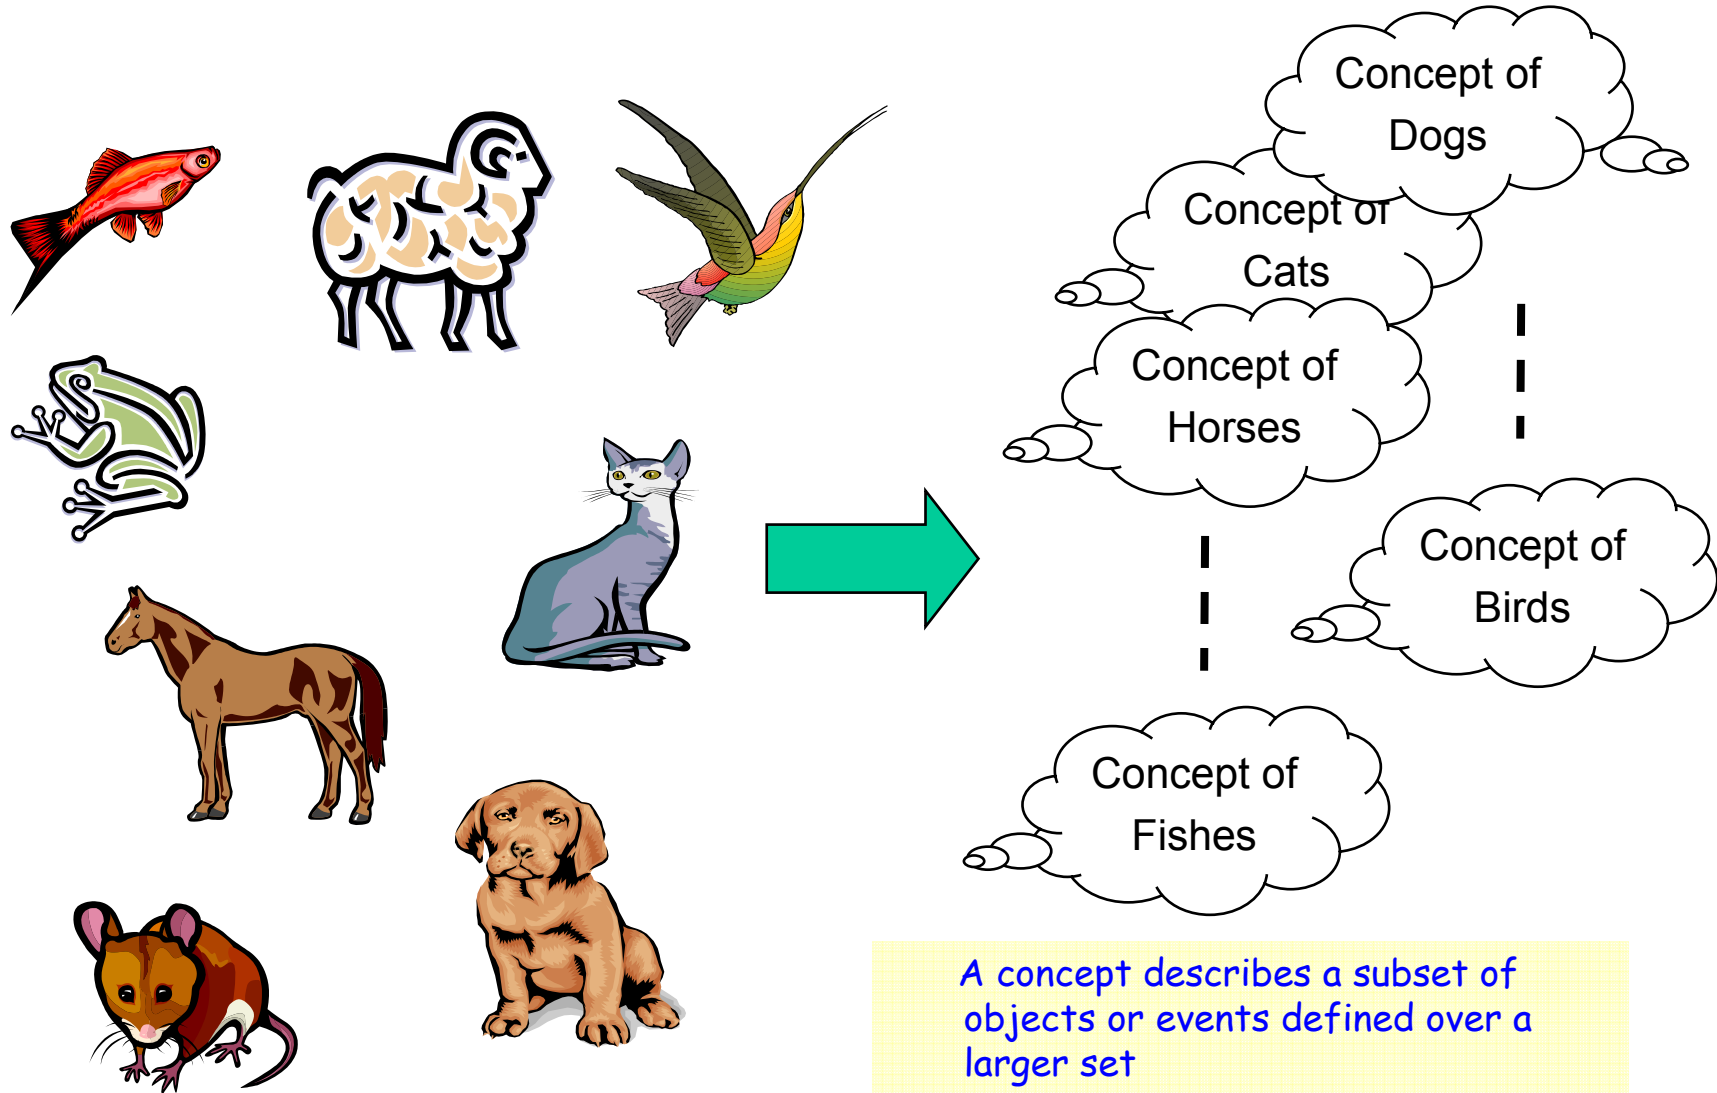 Concept of
Dogs
Concept of
Cats
Concept of
Horses
Concept of
Birds
Concept of
Fishes
A concept describes a subset of
objects or events defined over a
larger set